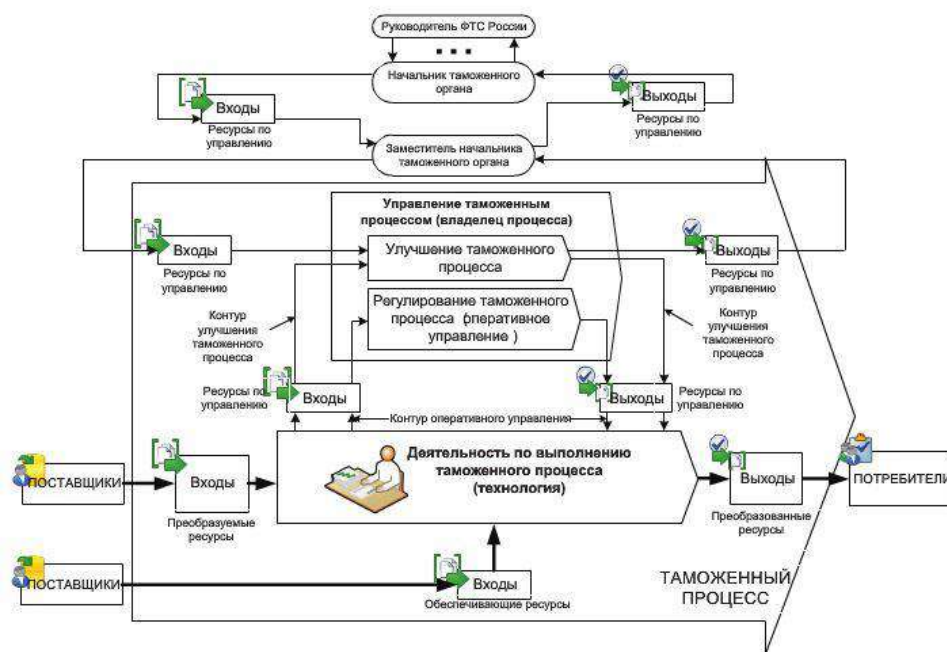 Руководитель ФТС России
Начальник таможенного
органа
Входы
Ресурсы по
управлению
Выходы
Ресурсы по
управлению
Заместитель начальника
таможенного органа
Управление таможенным
процессом (владелец процесса)
Входы
Ресурсы по
управлению
Улучшение таможенного
процесса
Выходы
Ресурсы по
управлению
Регулирование таможенного
процесса (оперативное
управление )
Контур
улучшения
таможенного
процесса
Контур
улучшения
таможенного
процесса
Ресурсы по
управлению
Входы
Выходы
Ресурсы по
управлению
Контур оперативного управления
Деятельность по выполнению
таможенного процесса
(технология)
ПОСТАВЩИКИ
Входы
Преобразуемые
ресурсы
Выходы
Преобразованные
ресурсы
ПОТРЕБИТЕЛИ
ПОСТАВЩИКИ
Входы
Обеспечивающие ресурсы
ТАМОЖЕННЫЙ
ПРОЦЕСС